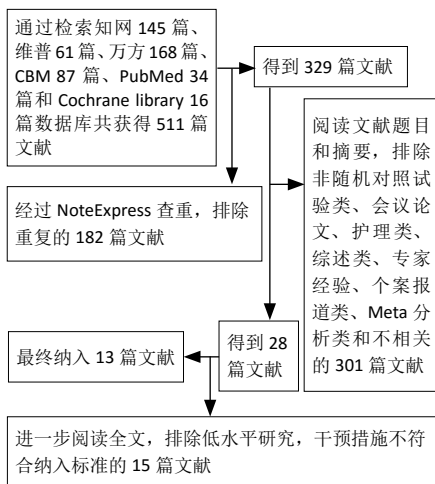 通过检索知网 145 篇、
维普 61 篇、万方 168 篇、
CBM 87 篇、PubMed 34
篇和 Cochrane library 16
篇数据库共获得 511 篇
文献
得到 329 篇文献
经过 NoteExpress 查重，排除
重复的 182 篇文献
阅读文献题目
和摘要，排除
非随机对照试
验类、会议论
文、护理类、
综述类、专家
经验、个案报
道类、Meta 分
析类和不相关
的 301 篇文献
得到 28
篇文献
最终纳入 13 篇文献
进一步阅读全文，排除低水平研究，干预措施不符
合纳入标准的 15 篇文献